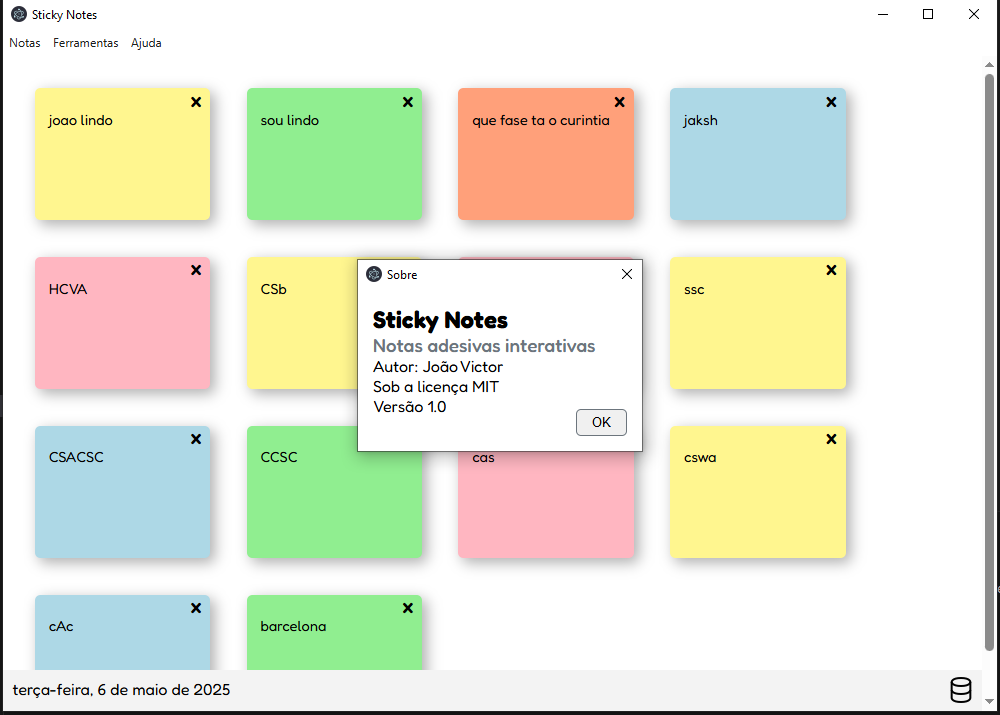 Sticky Notes
Notas Ferramentas Ajuda
joao lindo
sou lindo
que fase ta o curintia
jaksh
HCVA
CSb
ssc
Sobre
Sticky Notes
Notas adesivas interativas
Autor: João Victor
Sob a licença MIT
Versão 1.0
OK
CSACSC
CCSC
cas
cswa
cAc
barcelona
terça-feira, 6 de maio de 2025